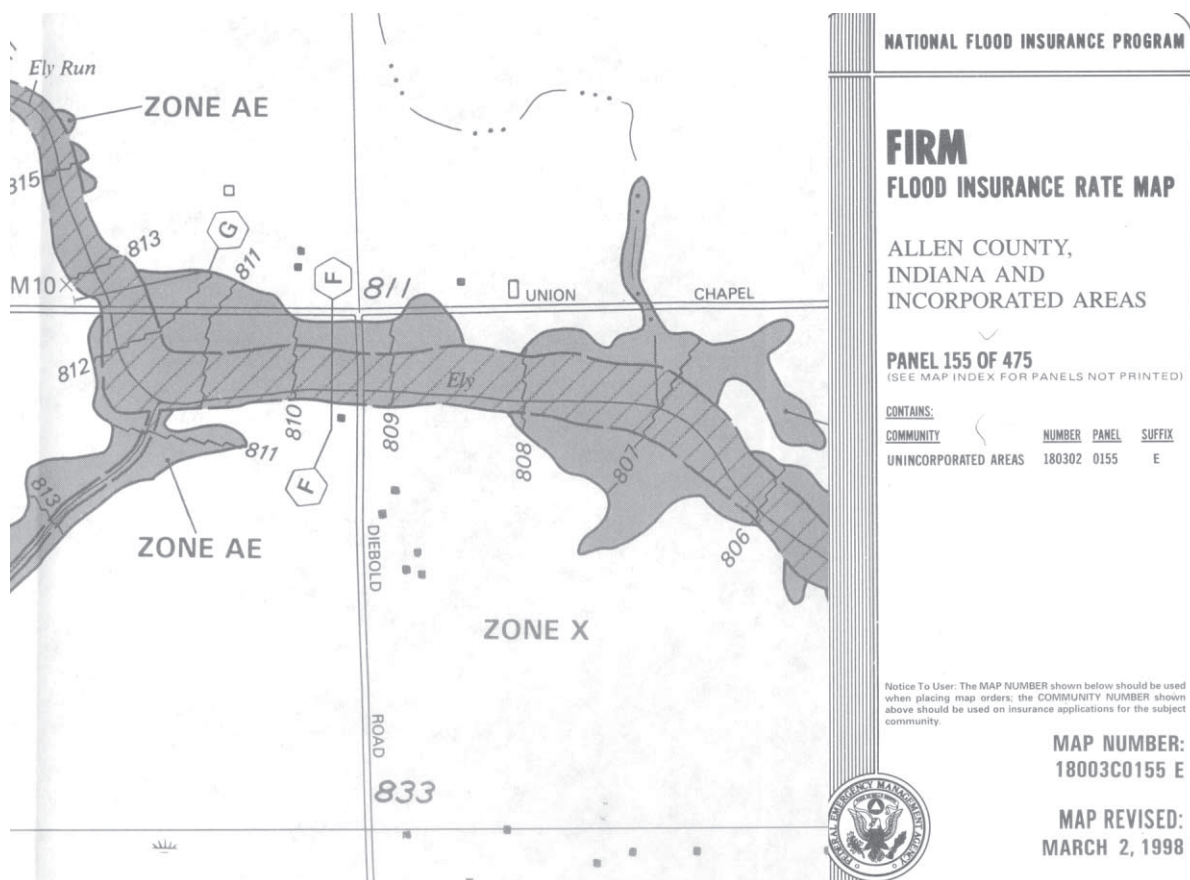 Ely Run
ZONE AE
315
813
G
811
M10
F
811
UNION
CHAPEL
812
Ely
810
809
808
807
806
811
F
813
ZONE AE
DIEBOLD
ZONE X
ROAD
833
NATIONAL FLOOD INSURANCE PROGRAM
FIRM
FLOOD INSURANCE RATE MAP
ALLEN COUNTY,
INDIANA AND
INCORPORATED AREAS
PANEL 155 OF 475
(SEE MAP INDEX FOR PANELS NOT PRINTED)
CONTAINS:
COMMUNITY NUMBER PANEL SUFFIX
UNINCORPORATED AREAS 180302 0155 E
Notice To User: The MAP NUMBER shown below should be used
when placing map orders; the COMMUNITY NUMBER shown
above should be used on insurance applications for the subject
community.
MAP NUMBER:
18003C0155 E
MAP REVISED:
MARCH 2, 1998
FEDERAL EMERGENCY MANAGEMENT AGENCY